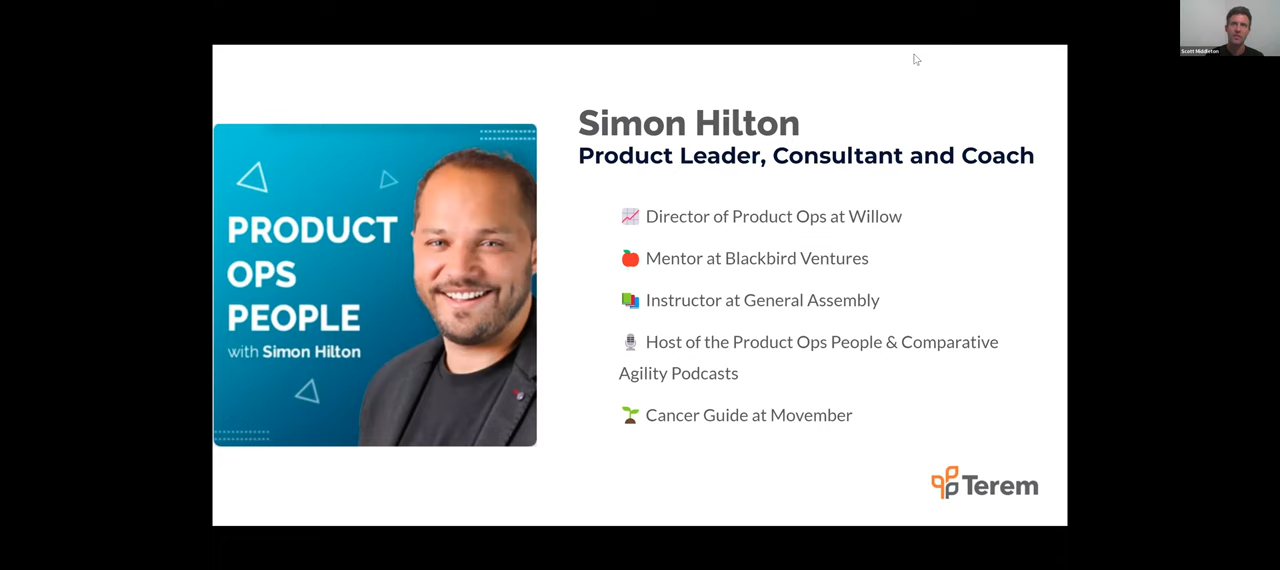 Scott Middleton
Simon Hilton
Product Leader, Consultant and Coach
PRODUCT
OPS
PEOPLE
with Simon Hilton
Director of Product Ops at Willow
Mentor at Blackbird Ventures
Instructor at General Assembly
Host of the Product Ops People & Comparative
Agility Podcasts
Cancer Guide at Movember
Terem